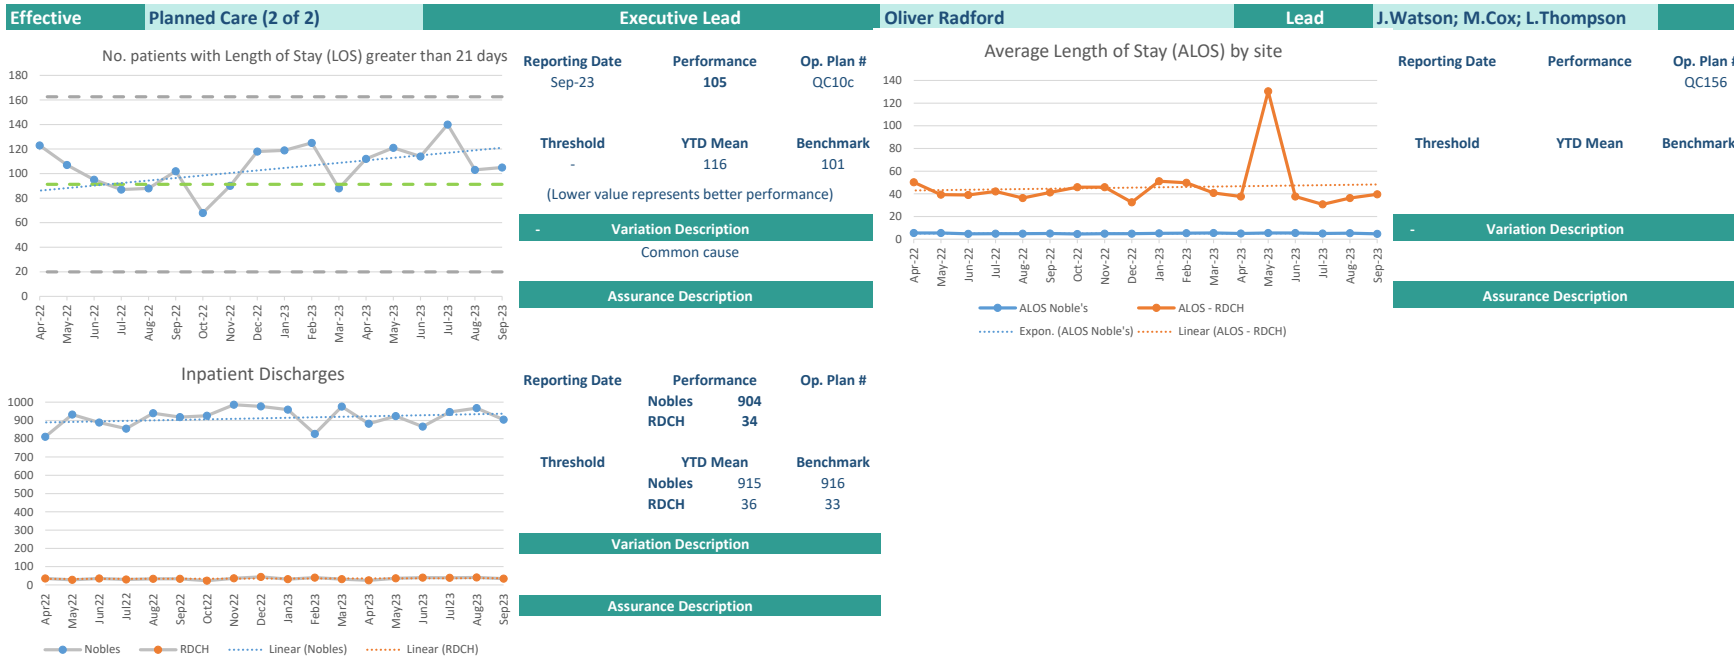 Effective Planned Care (2 of 2) Executive Lead Oliver Radford Lead J.Watson; M.Cox; L.Thompson
No. patients with Length of Stay (LOS) greater than 21 days
180
160
140
120
100
80
60
40
20
0
Apr-22 May-22 Jun-22 Jul-22 Aug-22 Sep-22 Oct-22 Nov-22 Dec-22 Jan-23 Feb-23 Mar-23 Apr-23 May-23 Jun-23 Jul-23 Aug-23 Sep-23
Reporting Date Performance Op. Plan #
Sep-23 105 QC10c
Threshold YTD Mean Benchmark
- 116 101
(Lower value represents better performance)
- Variation Description
Common cause
Assurance Description
Average Length of Stay (ALOS) by site
140
120
100
80
60
40
20
0
Apr-22 May-22 Jun-22 Jul-22 Aug-22 Sep-22 Oct-22 Nov-22 Dec-22 Jan-23 Feb-23 Mar-23 Apr-23 May-23 Jun-23 Jul-23 Aug-23 Sep-23
ALOS Noble's ALOS - RDCH
Expon. (ALOS Noble's) Linear (ALOS - RDCH)
Reporting Date Performance Op. Plan #
QC156
Threshold YTD Mean Benchmark
- Variation Description
Assurance Description
Inpatient Discharges
1000
900
800
700
600
500
400
300
200
100
0
Apr22 May22 Jun22 Jul22 Aug22 Sep22 Oct22 Nov22 Dec22 Jan23 Feb23 Mar23 Apr23 May23 Jun23 Jul23 Aug23 Sep23
Nobles RDCH Linear (Nobles) Linear (RDCH)
Reporting Date Performance Op. Plan #
Nobles 904
RDCH 34
Threshold YTD Mean Benchmark
Nobles 915 916
RDCH 36 33
Variation Description
Assurance Description